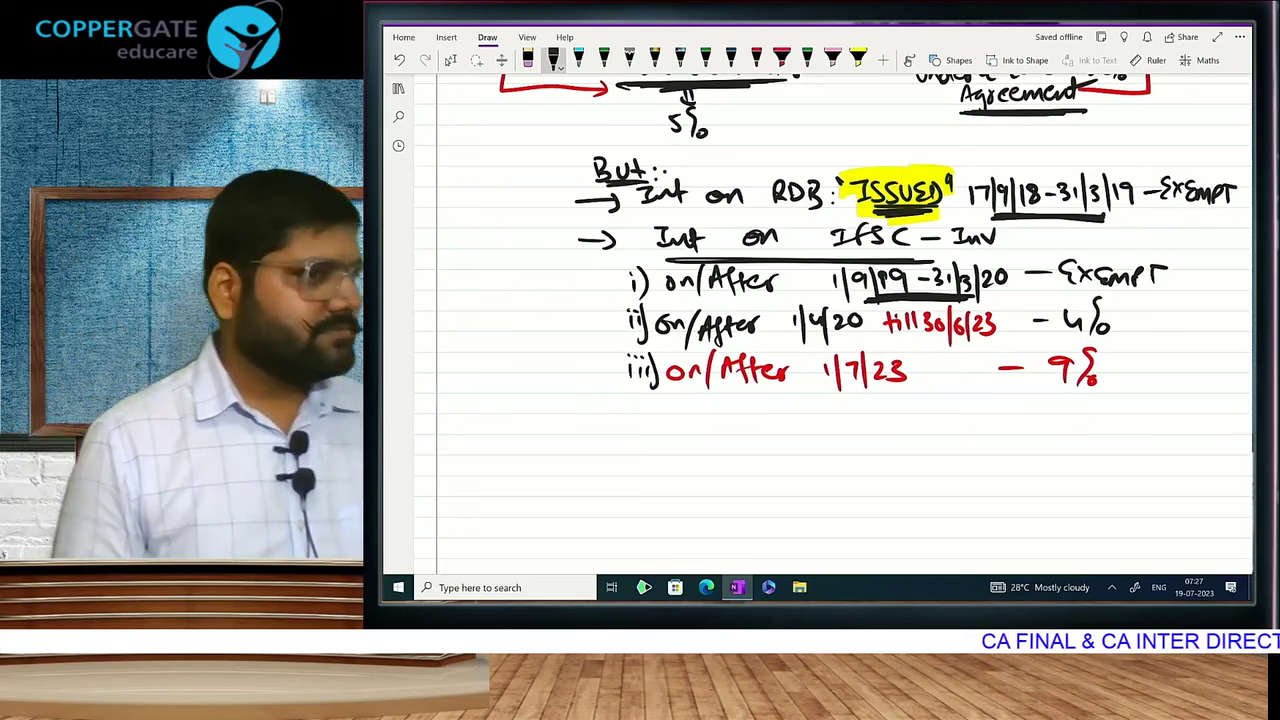 COPPERGATE
educare
Home Insert Draw View Help
Saved offline
Share
Shapes Ink to Shape Ink to Text Ruler Maths
5%
Agreement
But:-
→ Int on RDB: "ISSUED" 17/9/18 - 31/3/19 - Exempt
→ Int on IFSC - Inv
i) on/After 1/9/19 - 31/3/20 - Exempt
ii) on/After 1/4/20 till 30/6/23 - 4%
iii) on/After 1/7/23 - 9%
Type here to search
28°C Mostly cloudy
ENG
07:27
19-07-2023
CA FINAL & CA INTER DIRECT